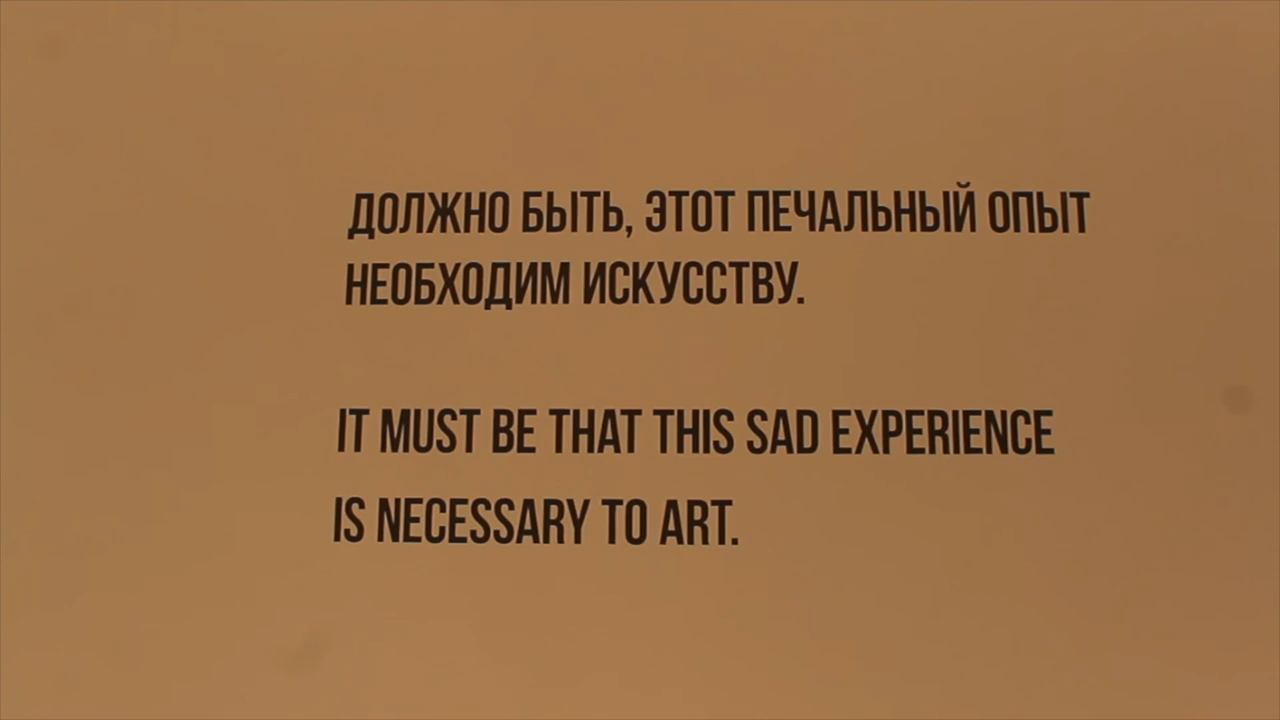 ДОЛЖНО БЫТЬ, ЭТОТ ПЕЧАЛЬНЫЙ ОПЫТ
НЕОБХОДИМ ИСКУССТВУ.
IT MUST BE THAT THIS SAD EXPERIENCE
IS NECESSARY TO ART.